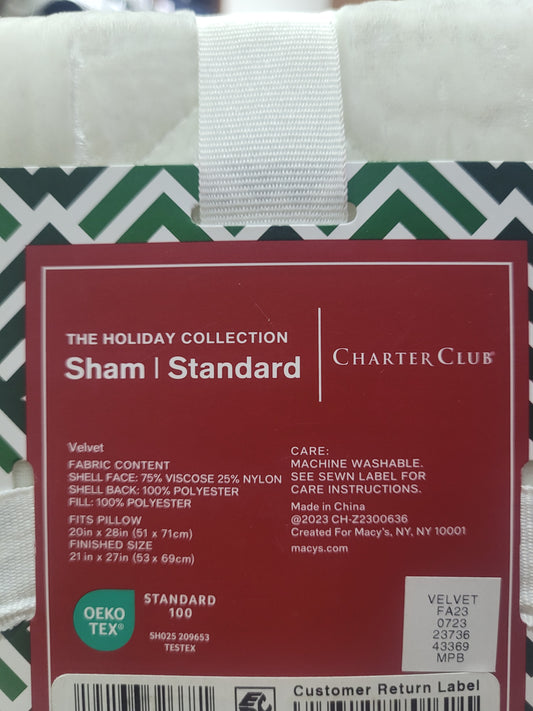 THE HOLIDAY COLLECTION
Sham | Standard
CHARTER CLUB®
Velvet
FABRIC CONTENT
SHELL FACE: 75% VISCOSE 25% NYLON
SHELL BACK: 100% POLYESTER
FILL: 100% POLYESTER
FITS PILLOW
20in x 28in (51 x 71cm)
FINISHED SIZE
21 in x 27in (53 x 69cm)
CARE:
MACHINE WASHABLE.
SEE SEWN LABEL FOR
CARE INSTRUCTIONS.
Made in China
@2023 CH-Z2300636
Created For Macy's, NY, NY 10001
macys.com
OEKO
TEX®
STANDARD
100
SH025 209653
TESTEX
VELVET
FA23
0723
23736
43369
MPB
Customer Return Label